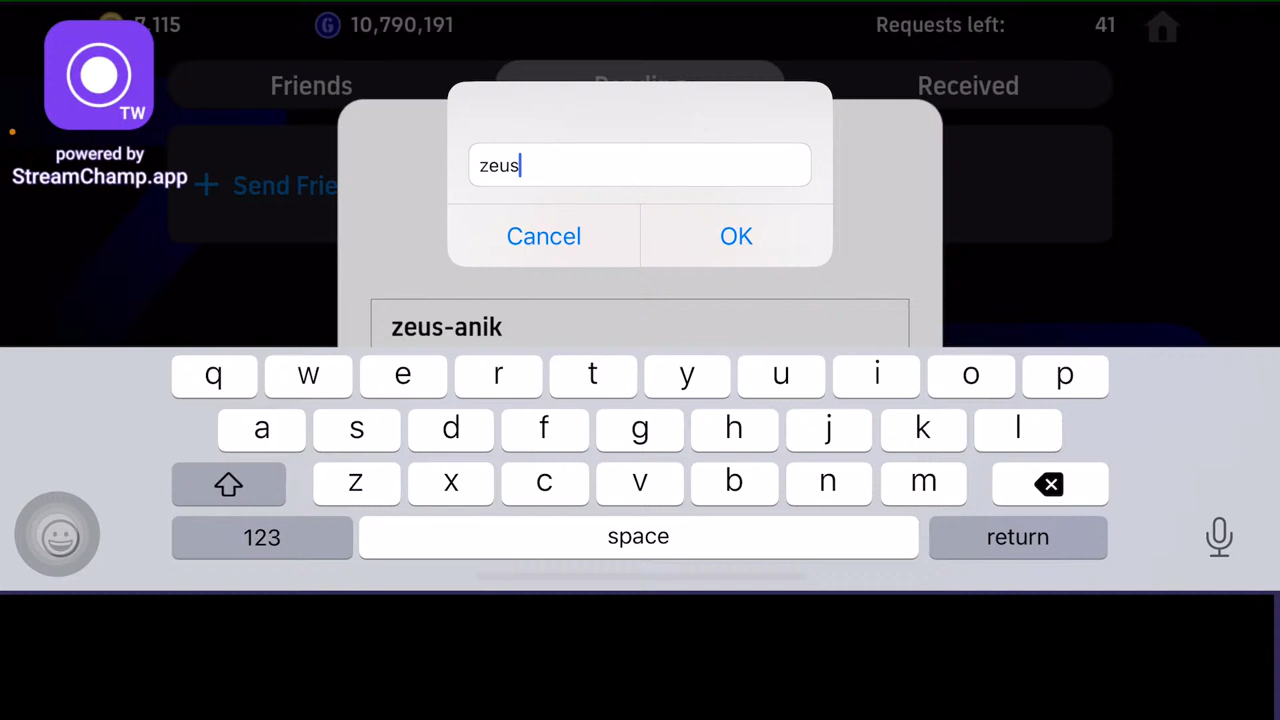 7,115
10,790,191
Requests left: 41
TW
powered by
StreamChamp.app
Friends
Pending
Received
+ Send Frie
zeus
Cancel
OK
zeus-anik
q w e r t y u i o p
a s d f g h j k l
z x c v b n m
123
space
return